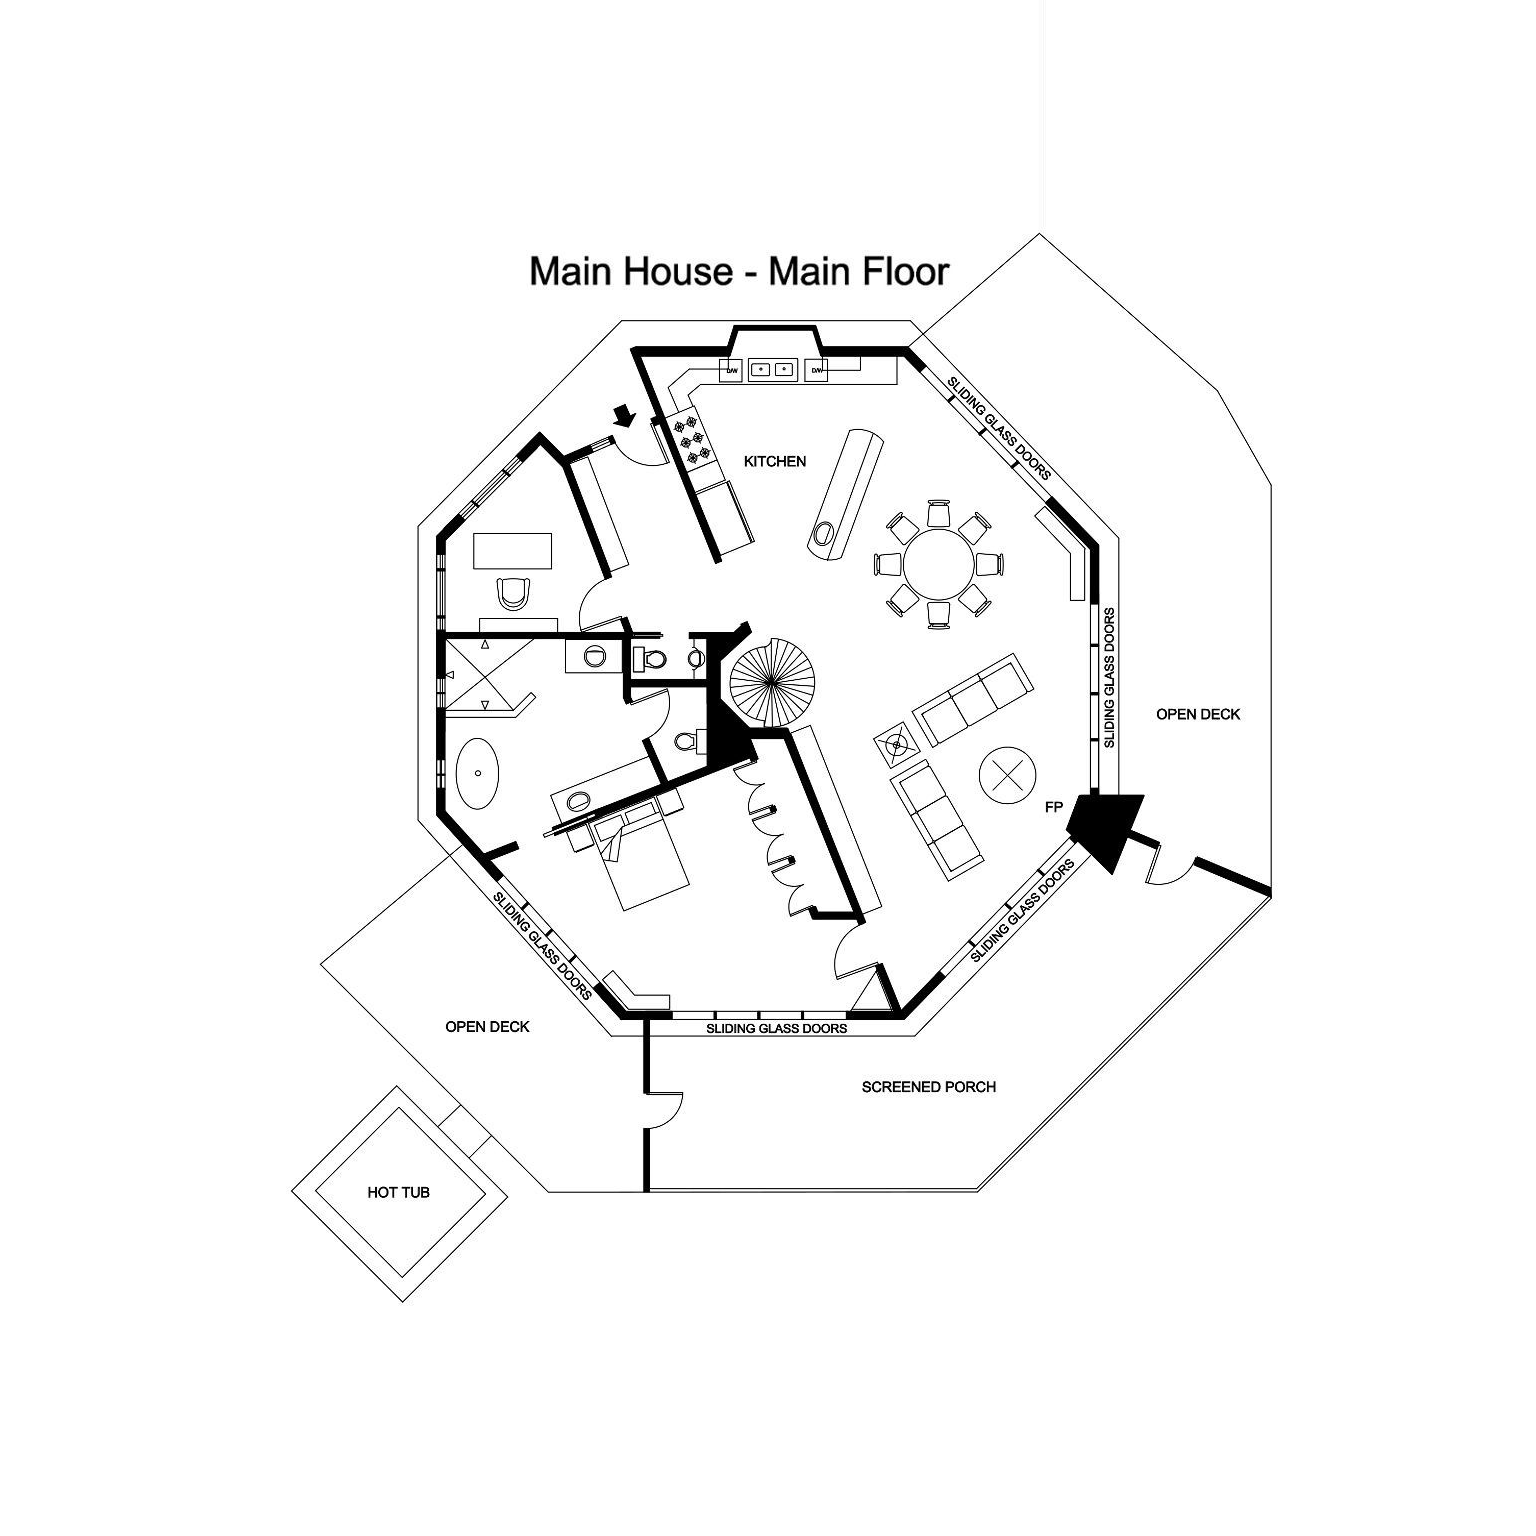 Main House - Main Floor
D/W
D/W
SLIDING GLASS DOORS
KITCHEN
SLIDING GLASS DOORS
OPEN DECK
FP
SLIDING GLASS DOORS
SLIDING GLASS DOORS
SLIDING GLASS DOORS
OPEN DECK
SCREENED PORCH
HOT TUB